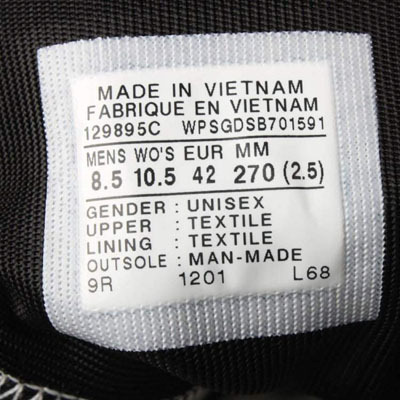 MADE IN VIETNAM
FABRIQUE EN VIETNAM
129895C WPSGDSB701591
MENS WO'S EUR MM
8.5 10.5 42 270 (2.5)
GENDER : UNISEX
UPPER : TEXTILE
LINING : TEXTILE
OUTSOLE : MAN-MADE
9R 1201 L68